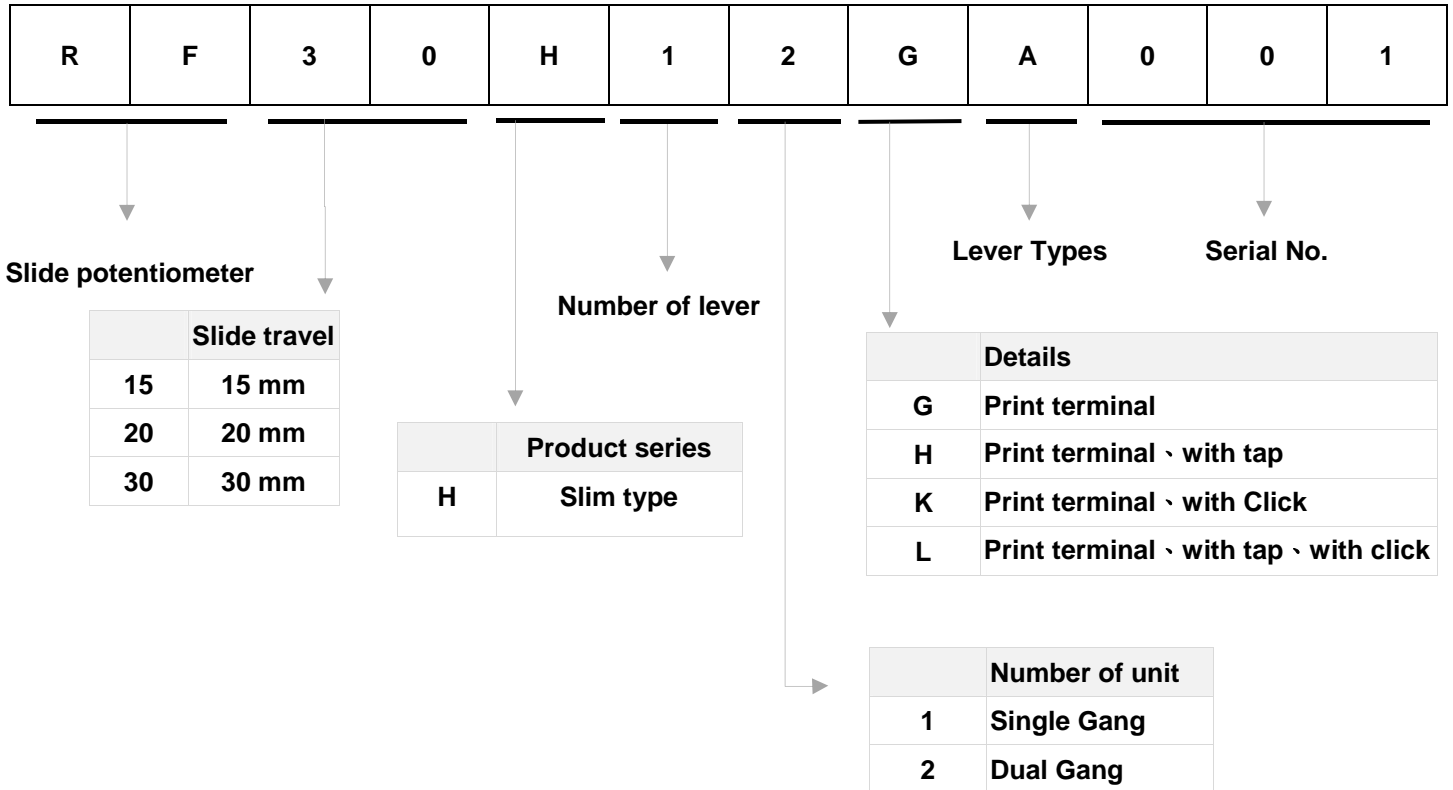 R F 3 0 H 1 2 G A 0 0 1
Slide potentiometer
Slide travel
15 15 mm
20 20 mm
30 30 mm
Product series
H Slim type
Number of lever
Lever Types
Serial No.
Details
G Print terminal
H Print terminal、with tap
K Print terminal、with Click
L Print terminal、with tap、with click
Number of unit
1 Single Gang
2 Dual Gang